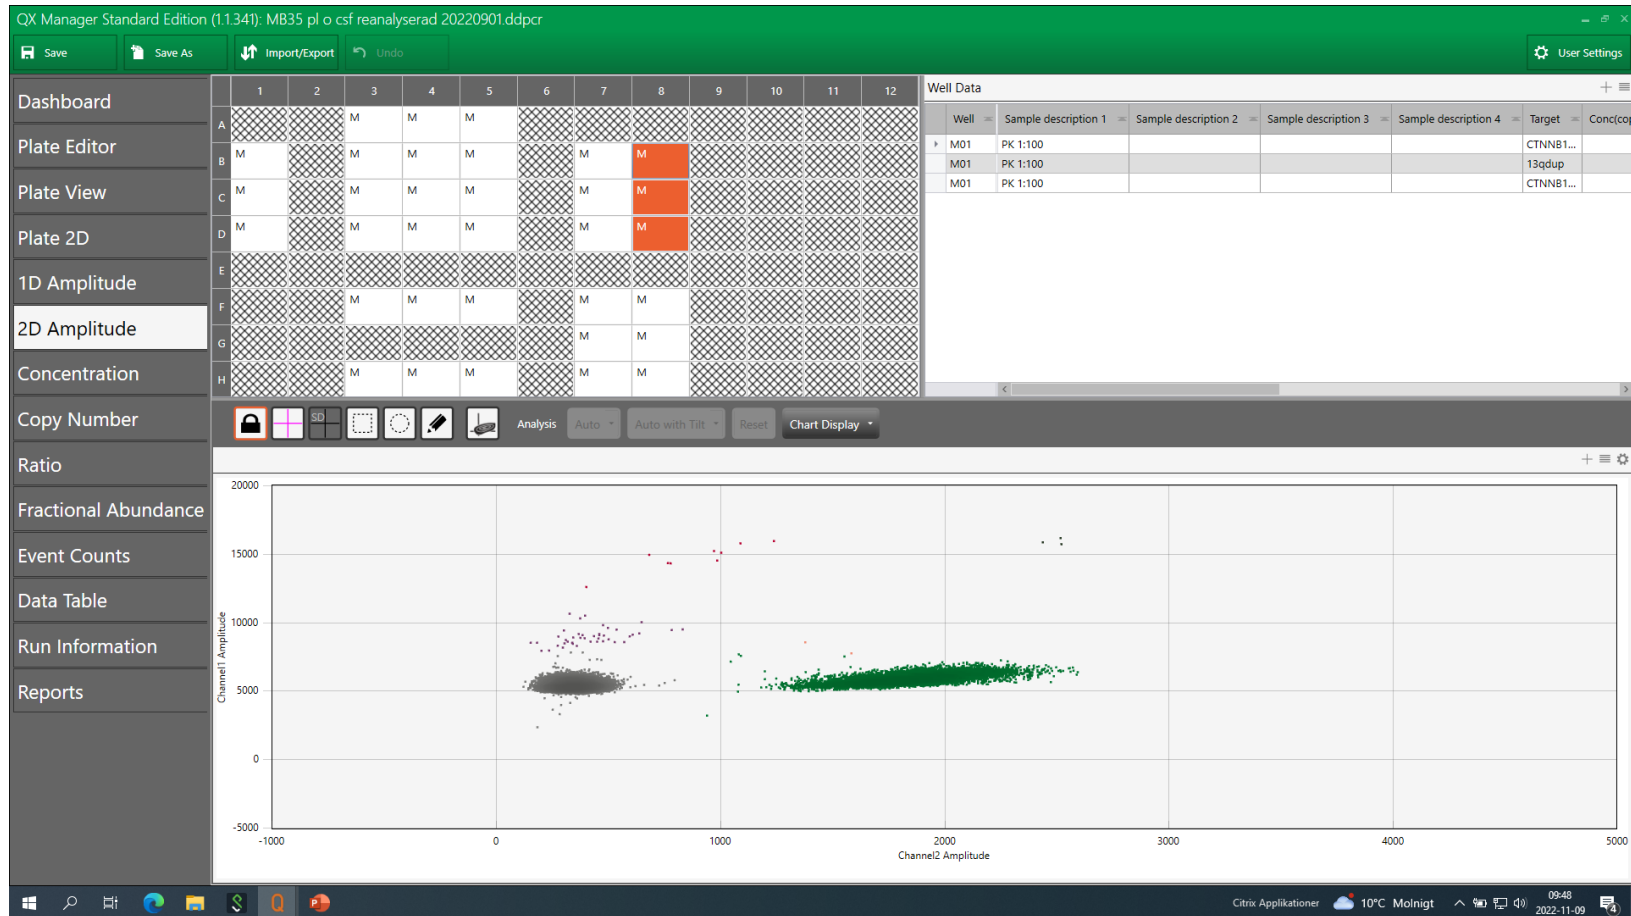 QX Manager Standard Edition (1.1.341): MB35 pl o csf reanalyserad 20220901.ddpcr
Save
Save As
Import/Export
Undo
User Settings
Dashboard
Plate Editor
Plate View
Plate 2D
1D Amplitude
2D Amplitude
Concentration
Copy Number
Ratio
Fractional Abundance
Event Counts
Data Table
Run Information
Reports
1 2 3 4 5 6 7 8 9 10 11 12
A M M M
B M M M M M M
C M M M M M M
D M M M M M M
E
F M M M M M
G M M
H M M M M M
Well Data
Well Sample description 1 Sample description 2 Sample description 3 Sample description 4 Target Conc(cop
M01 PK 1:100 CTNNB1...
M01 PK 1:100 13qdup
M01 PK 1:100 CTNNB1...
SD
Analysis
Auto
Auto with Tilt
Reset
Chart Display
20000
15000
10000
5000
0
-5000
Channel1 Amplitude
-1000 0 1000 2000 3000 4000 5000
Channel2 Amplitude
Citrix Applikationer
10°C Molnigt
09:48
2022-11-09
4